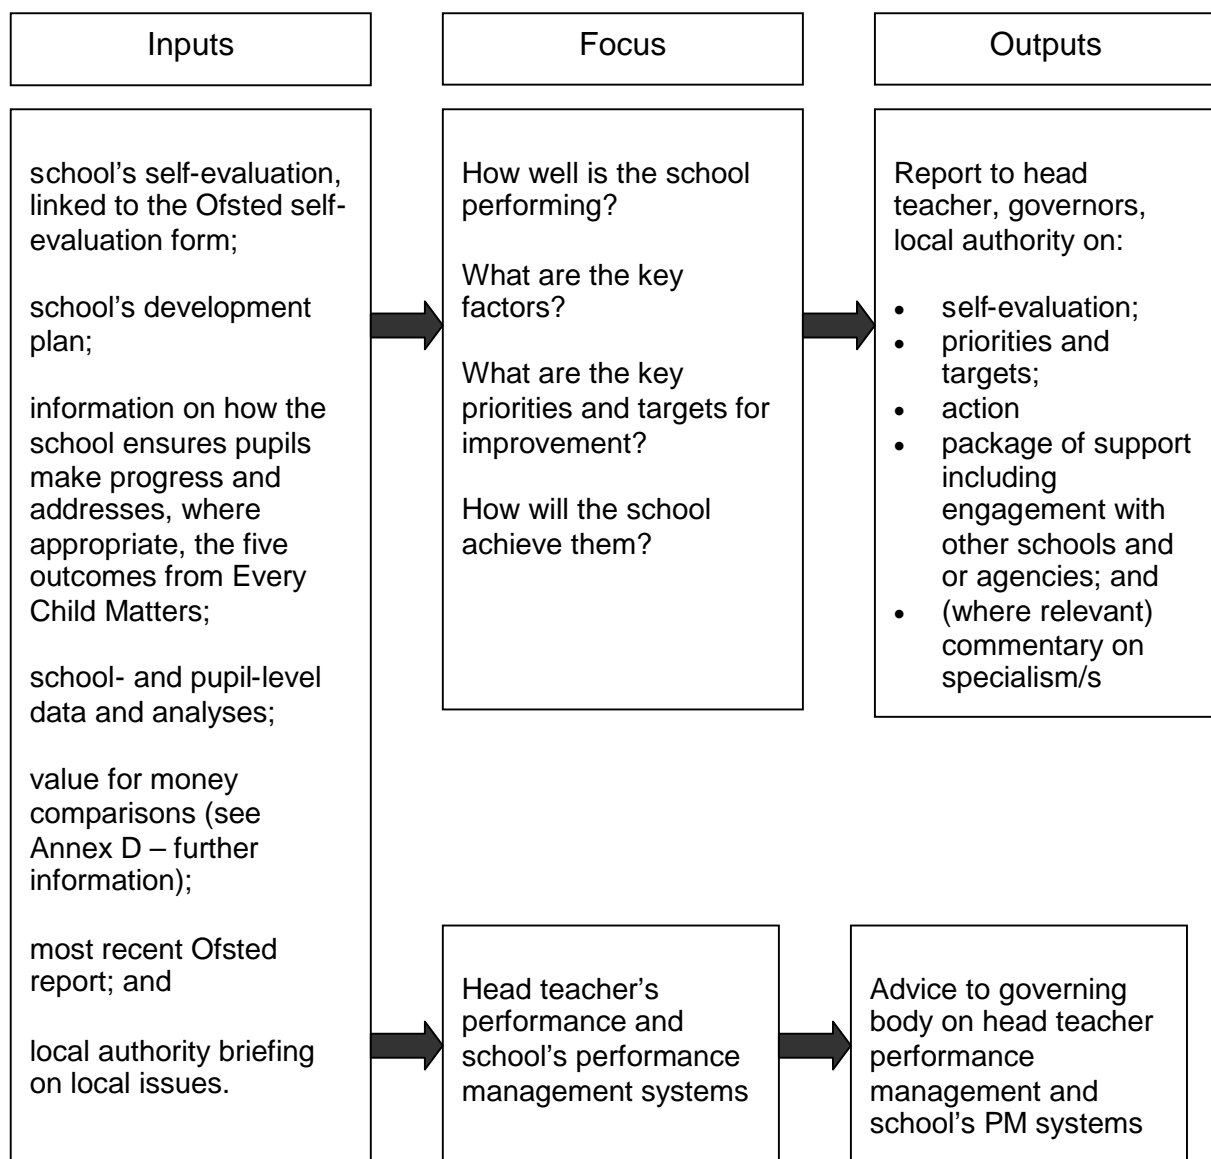 Inputs
Focus
Outputs
school’s self-evaluation,
linked to the Ofsted self-
evaluation form;
school’s development
plan;
information on how the
school ensures pupils
make progress and
addresses, where
appropriate, the five
outcomes from Every
Child Matters;
school- and pupil-level
data and analyses;
value for money
comparisons (see
Annex D – further
information);
most recent Ofsted
report; and
local authority briefing
on local issues.
How well is the school
performing?
What are the key
factors?
What are the key
priorities and targets for
improvement?
How will the school
achieve them?
Report to head
teacher, governors,
local authority on:
• self-evaluation;
• priorities and
targets;
• action
• package of support
including
engagement with
other schools and
or agencies; and
• (where relevant)
commentary on
specialism/s
Head teacher’s
performance and
school’s performance
management systems
Advice to governing
body on head teacher
performance
management and
school’s PM systems